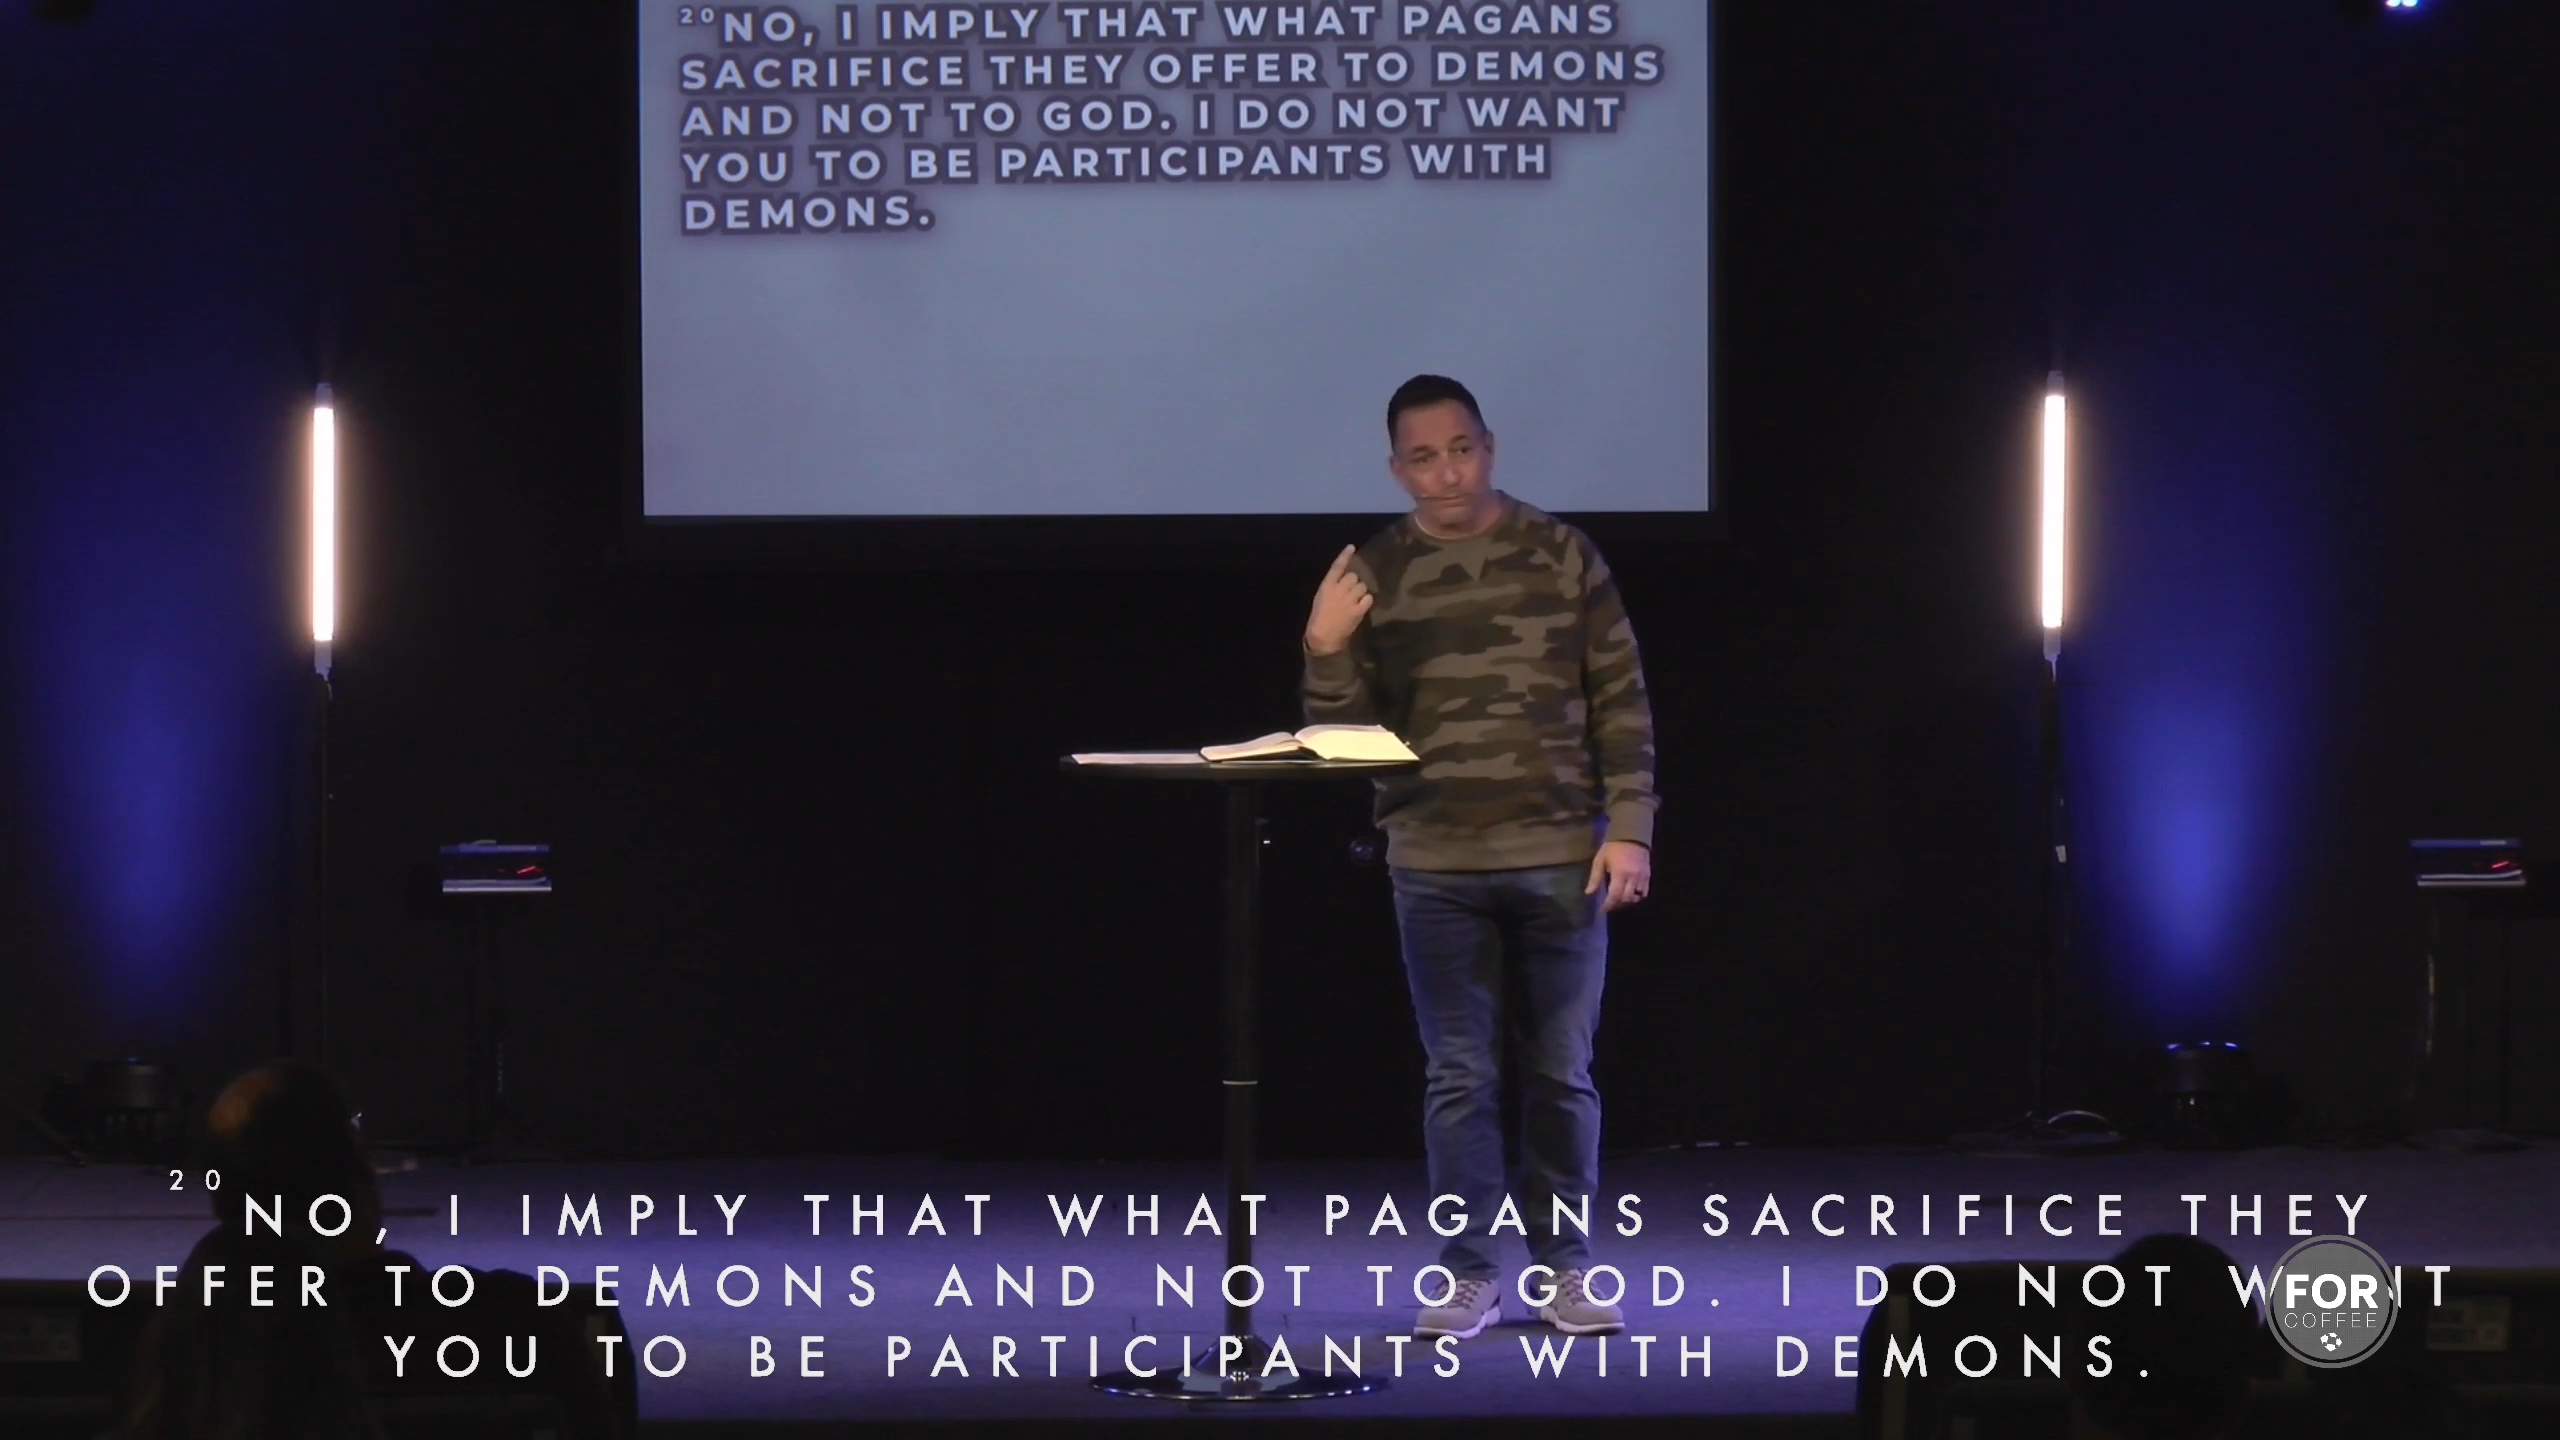 ²⁰NO, I IMPLY THAT WHAT PAGANS
SACRIFICE THEY OFFER TO DEMONS
AND NOT TO GOD. I DO NOT WANT
YOU TO BE PARTICIPANTS WITH
DEMONS.
²⁰NO, I IMPLY THAT WHAT PAGANS SACRIFICE THEY
OFFER TO DEMONS AND NOT TO GOD. I DO NOT WANT
YOU TO BE PARTICIPANTS WITH DEMONS.
FOR
COFFEE